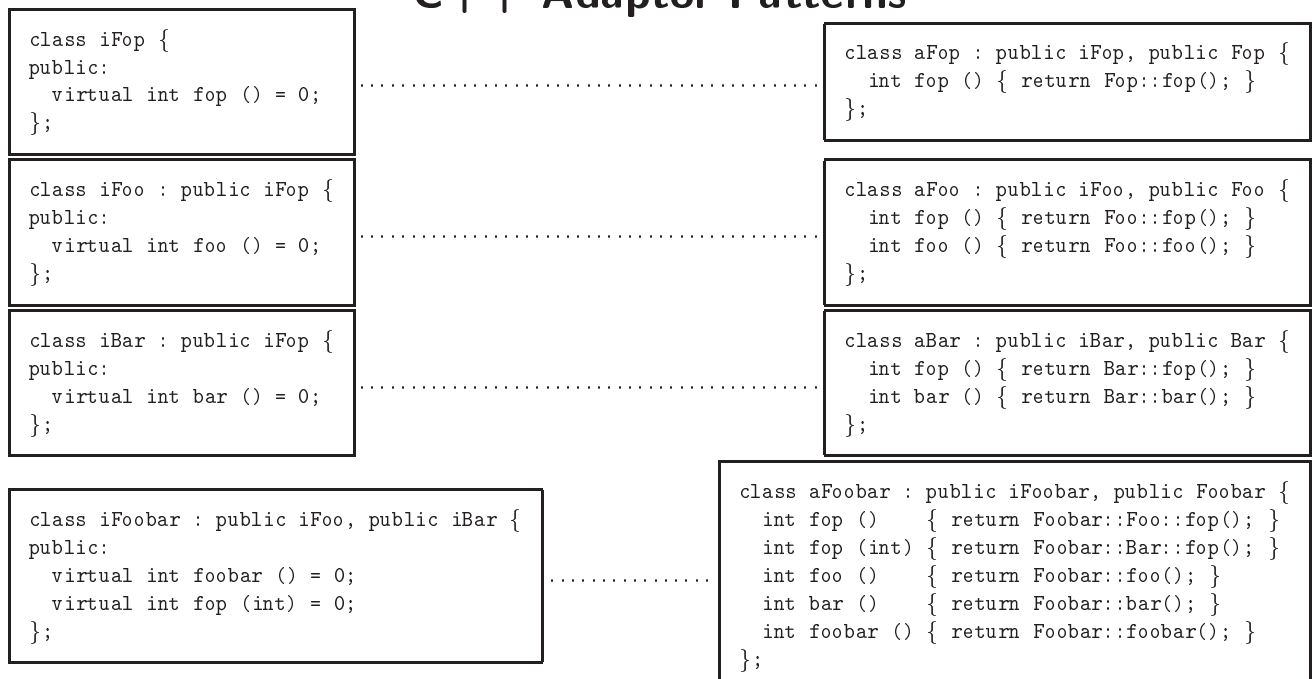 C++ Adaptor Patterns
class iFop {
public:
  virtual int fop () = 0;
};
class aFop : public iFop, public Fop {
  int fop () { return Fop::fop(); }
};
class iFoo : public iFop {
public:
  virtual int foo () = 0;
};
class aFoo : public iFoo, public Foo {
  int fop () { return Foo::fop(); }
  int foo () { return Foo::foo(); }
};
class iBar : public iFop {
public:
  virtual int bar () = 0;
};
class aBar : public iBar, public Bar {
  int fop () { return Bar::fop(); }
  int bar () { return Bar::bar(); }
};
class iFoobar : public iFoo, public iBar {
public:
  virtual int foobar () = 0;
  virtual int fop (int) = 0;
};
class aFoobar : public iFoobar, public Foobar {
  int fop ()    { return Foobar::Foo::fop(); }
  int fop (int) { return Foobar::Bar::fop(); }
  int foo ()    { return Foobar::foo(); }
  int bar ()    { return Foobar::bar(); }
  int foobar () { return Foobar::foobar(); }
};